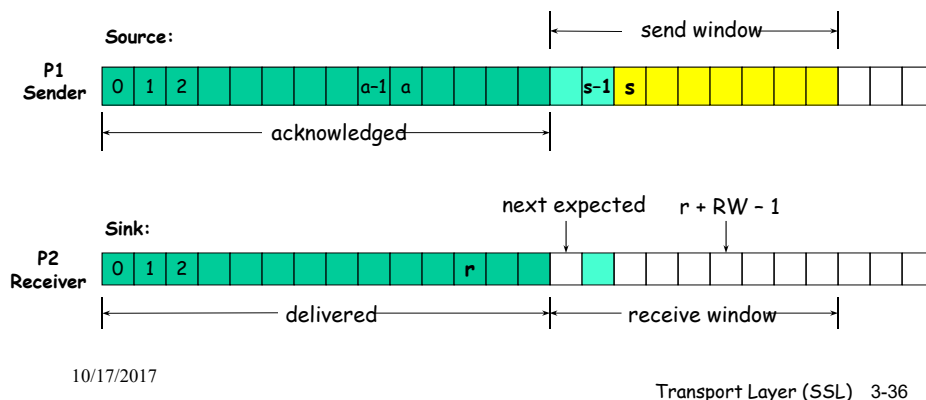 Source:
send window
P1
Sender
0 1 2 a-1 a s-1 s
acknowledged
next expected
r + RW – 1
Sink:
P2
Receiver
0 1 2 r
delivered
receive window
10/17/2017
Transport Layer (SSL) 3-36